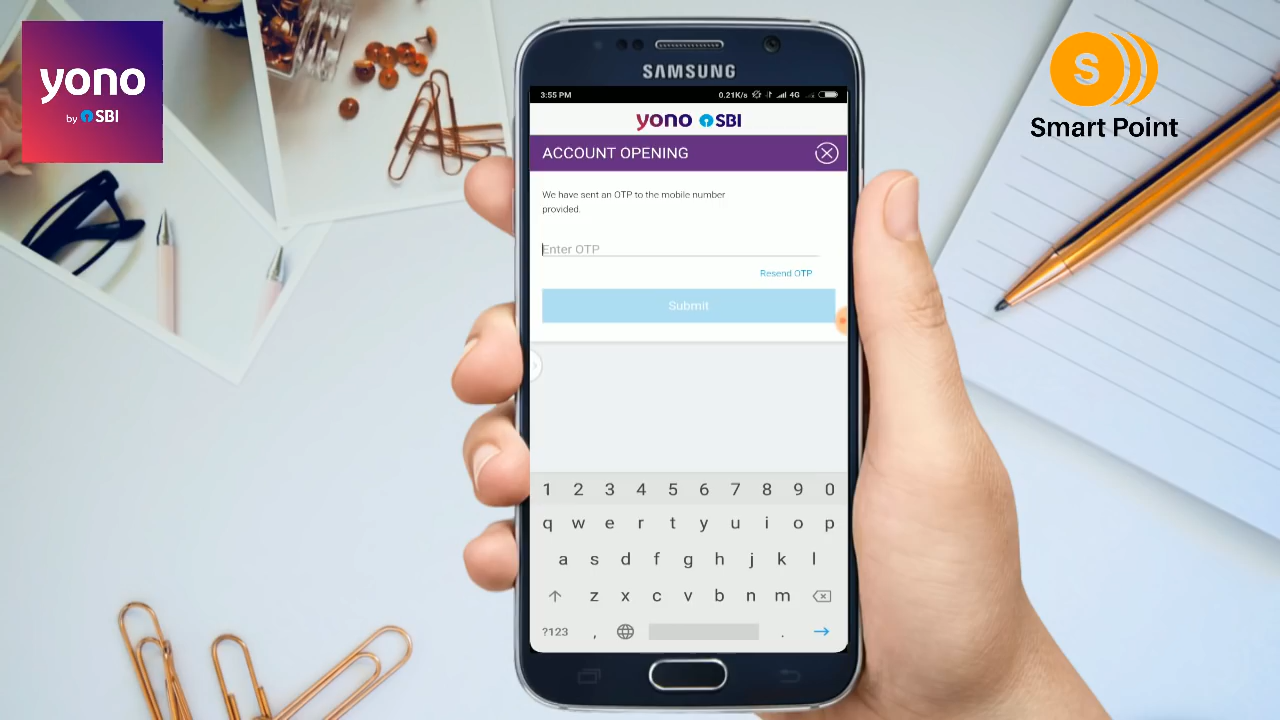 yono
by SBI
S
Smart Point
SAMSUNG
3:55 PM 0.21K/s 4G
yono SBI
ACCOUNT OPENING
We have sent an OTP to the mobile number
provided.
Enter OTP
Resend OTP
Submit
1 2 3 4 5 6 7 8 9 0
q w e r t y u i o p
a s d f g h j k l
z x c v b n m
?123 , .